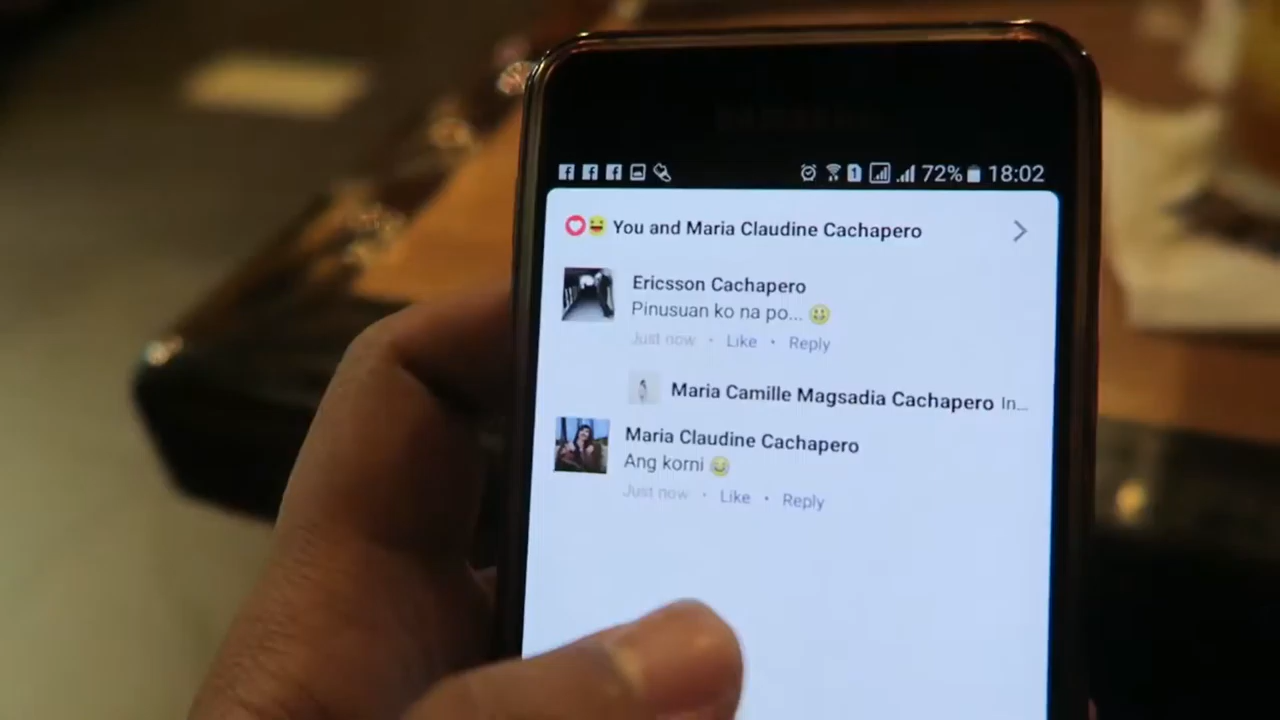 72% 18:02
You and Maria Claudine Cachapero
Ericsson Cachapero
Pinusuan ko na po...
Just now · Like · Reply
Maria Camille Magsadia Cachapero In...
Maria Claudine Cachapero
Ang korni
Just now · Like · Reply